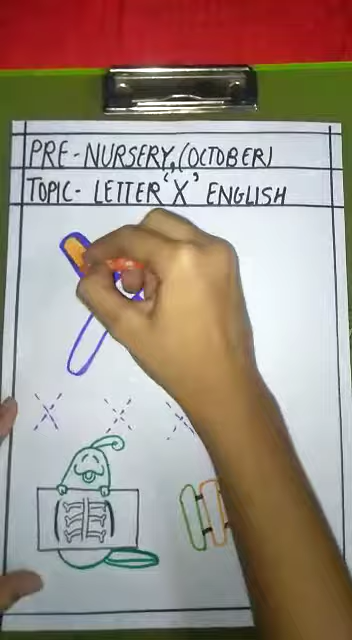 PRE - NURSERY, (OCTOBER)
TOPIC - LETTER 'X' ENGLISH
X X X